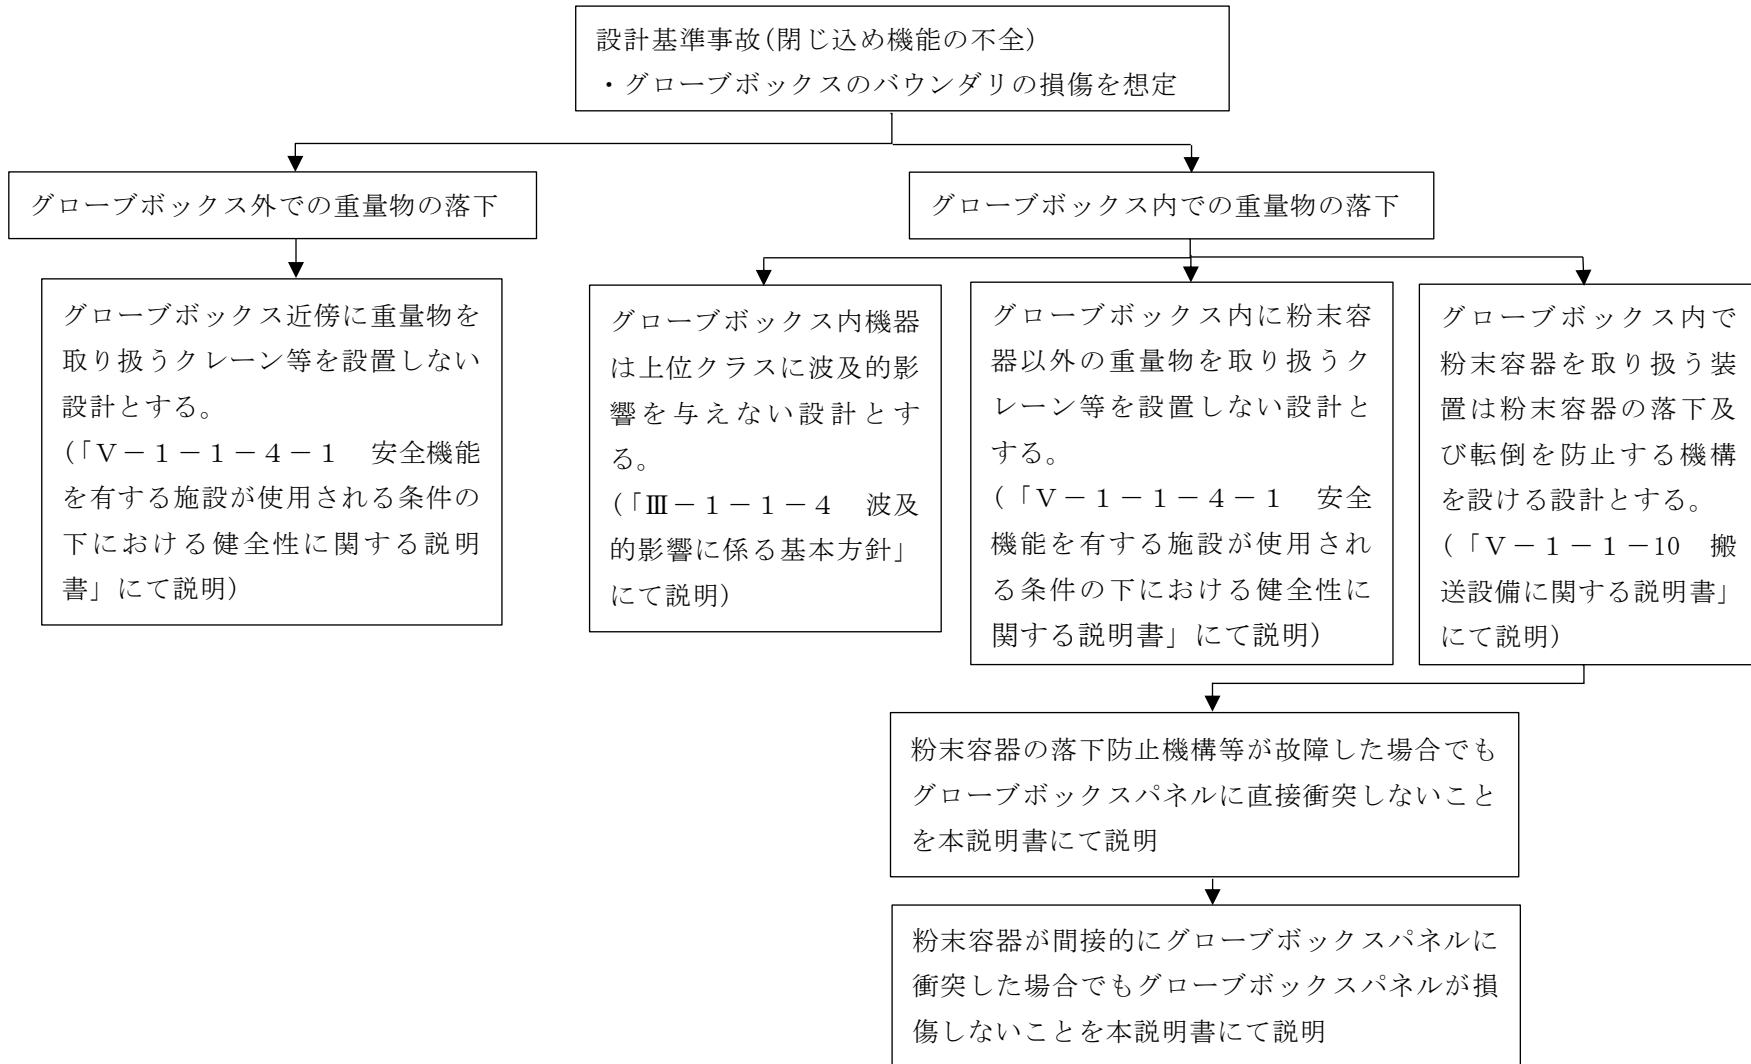 設計基準事故(閉じ込め機能の不全)
・グローブボックスのバウンダリの損傷を想定
グローブボックス外での重量物の落下
グローブボックス内での重量物の落下
グローブボックス近傍に重量物を
取り扱うクレーン等を設置しない
設計とする。
(「Ⅴ-1-1-4-1　安全機能
を有する施設が使用される条件の
下における健全性に関する説明
書」にて説明)
グローブボックス内機器
は上位クラスに波及的影
響を与えない設計とす
る。
(「Ⅲ-1-1-4　波及
的影響に係る基本方針」
にて説明)
グローブボックス内に粉末容
器以外の重量物を取り扱うク
レーン等を設置しない設計と
する。
(「Ⅴ-1-1-4-1　安全
機能を有する施設が使用され
る条件の下における健全性に
関する説明書」にて説明)
グローブボックス内で
粉末容器を取り扱う装
置は粉末容器の落下及
び転倒を防止する機構
を設ける設計とする。
(「Ⅴ-1-1-10　搬
送設備に関する説明書」
にて説明)
粉末容器の落下防止機構等が故障した場合でも
グローブボックスパネルに直接衝突しないこと
を本説明書にて説明
粉末容器が間接的にグローブボックスパネルに
衝突した場合でもグローブボックスパネルが損
傷しないことを本説明書にて説明